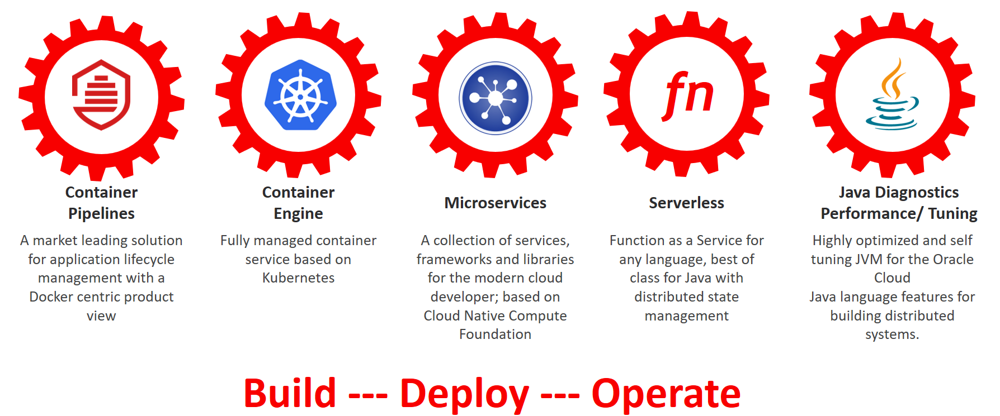 fn
Container
Pipelines
A market leading solution
for application lifecycle
management with a
Docker centric product
view
Container
Engine
Fully managed container
service based on
Kubernetes
Microservices
A collection of services,
frameworks and libraries
for the modern cloud
developer; based on
Cloud Native Compute
Foundation
Serverless
Function as a Service for
any language, best of
class for Java with
distributed state
management
Java Diagnostics
Performance/ Tuning
Highly optimized and self
tuning JVM for the Oracle
Cloud
Java language features for
building distributed
systems.
Build --- Deploy --- Operate